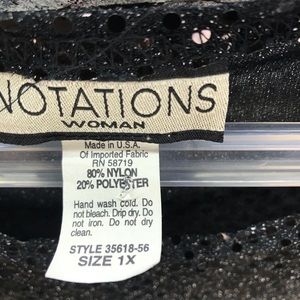 NOTATIONS
WOMAN
Made in U.S.A.
Of Imported Fabric
RN 58719
80% NYLON
20% POLYESTER
Hand wash cold. Do
not bleach. Drip dry. Do
not iron. Do not dry
clean.
STYLE 35618-56
SIZE 1X